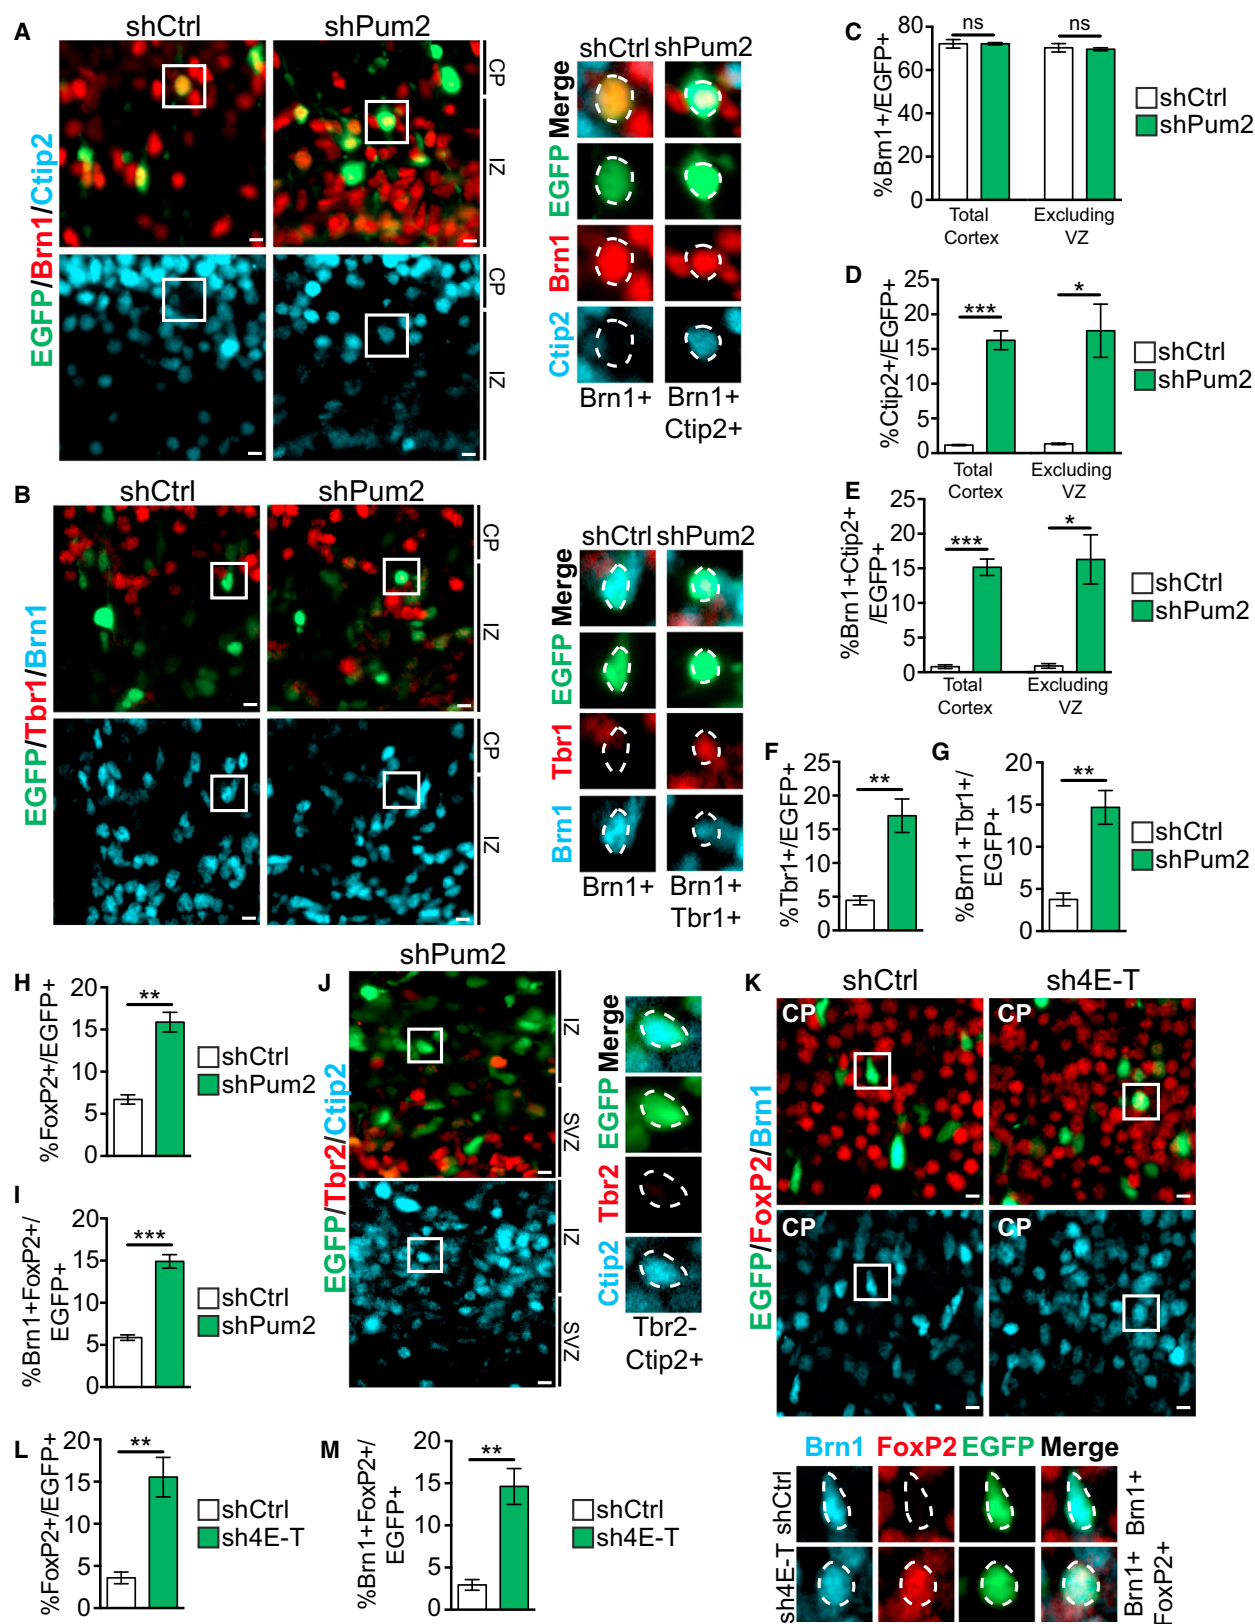 A
shCtrl
shPum2
EGFP/Brn1/Ctip2
CP
IZ
CP
IZ
shCtrl shPum2
Merge
EGFP
Brn1
Ctip2
Brn1+
Brn1+
Ctip2+
B
shCtrl
shPum2
EGFP/Tbr1/Brn1
CP
IZ
CP
IZ
shCtrl shPum2
Merge
EGFP
Tbr1
Brn1
Brn1+
Brn1+
Tbr1+
C
%Brn1+/EGFP+
80
60
40
20
0
ns
ns
Total
Cortex
Excluding
VZ
shCtrl
shPum2
D
%Ctip2+/EGFP+
25
20
15
10
5
0
***
*
Total
Cortex
Excluding
VZ
shCtrl
shPum2
E
%Brn1+Ctip2+
/EGFP+
25
20
15
10
5
0
***
*
Total
Cortex
Excluding
VZ
shCtrl
shPum2
F
%Tbr1+/EGFP+
25
20
15
10
5
0
**
G
%Brn1+Tbr1+/
EGFP+
20
15
10
5
0
**
shCtrl
shPum2
H
%FoxP2+/EGFP+
20
15
10
5
0
**
shCtrl
shPum2
I
%Brn1+FoxP2+/
EGFP+
20
15
10
5
0
***
shCtrl
shPum2
J
shPum2
EGFP/Tbr2/Ctip2
IZ
SVZ
IZ
SVZ
Merge
EGFP
Tbr2
Ctip2
Tbr2-
Ctip2+
K
shCtrl
sh4E-T
EGFP/FoxP2/Brn1
CP
CP
CP
CP
Brn1 FoxP2 EGFP Merge
shCtrl
sh4E-T
Brn1+
Brn1+
FoxP2+
L
%FoxP2+/EGFP+
20
15
10
5
0
**
M
%Brn1+FoxP2+/
EGFP+
20
15
10
5
0
**
shCtrl
sh4E-T